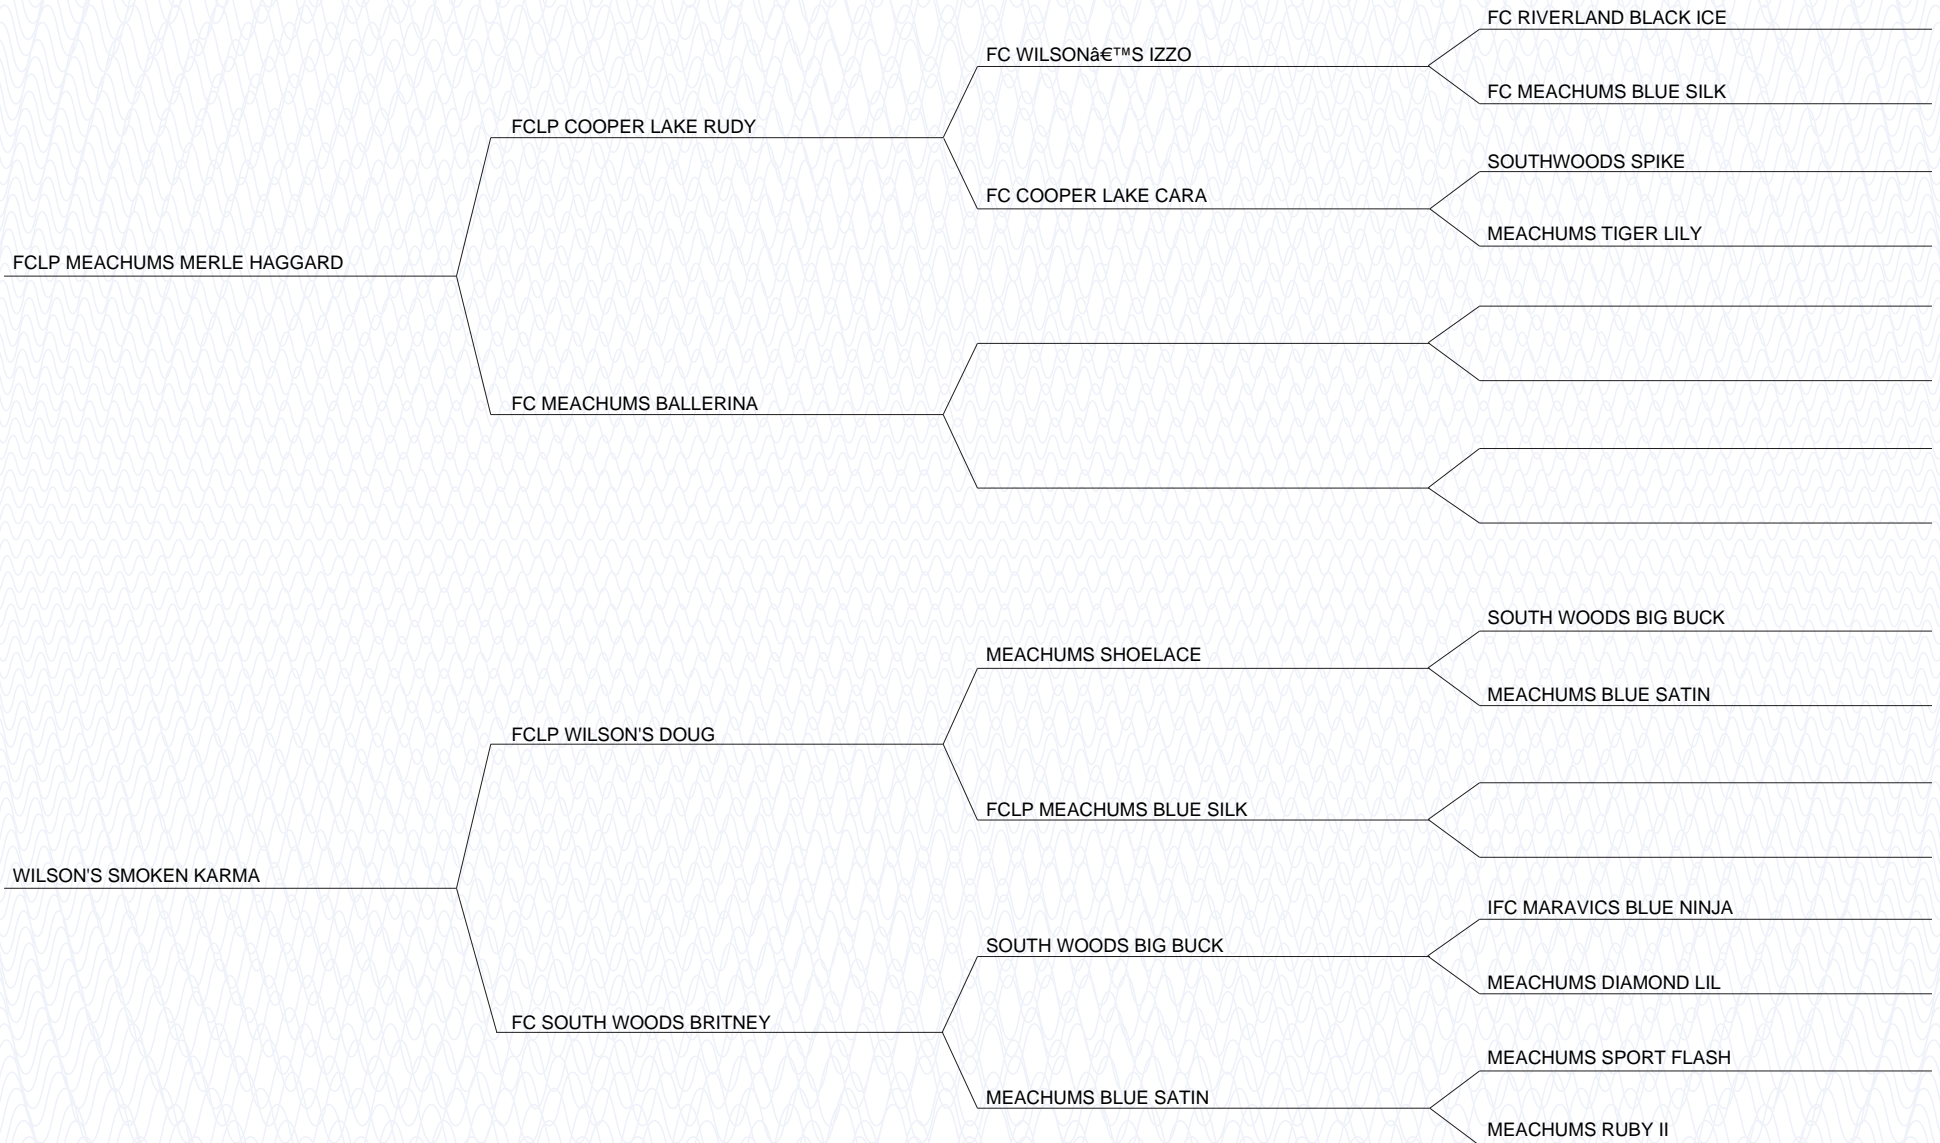 FC RIVERLAND BLACK ICE
FC WILSONâ€™S IZZO
FC MEACHUMS BLUE SILK
FCLP COOPER LAKE RUDY
SOUTHWOODS SPIKE
FC COOPER LAKE CARA
MEACHUMS TIGER LILY
FCLP MEACHUMS MERLE HAGGARD
FC MEACHUMS BALLERINA
SOUTH WOODS BIG BUCK
MEACHUMS SHOELACE
MEACHUMS BLUE SATIN
FCLP WILSON'S DOUG
FCLP MEACHUMS BLUE SILK
WILSON'S SMOKEN KARMA
IFC MARAVICS BLUE NINJA
SOUTH WOODS BIG BUCK
MEACHUMS DIAMOND LIL
FC SOUTH WOODS BRITNEY
MEACHUMS SPORT FLASH
MEACHUMS BLUE SATIN
MEACHUMS RUBY II